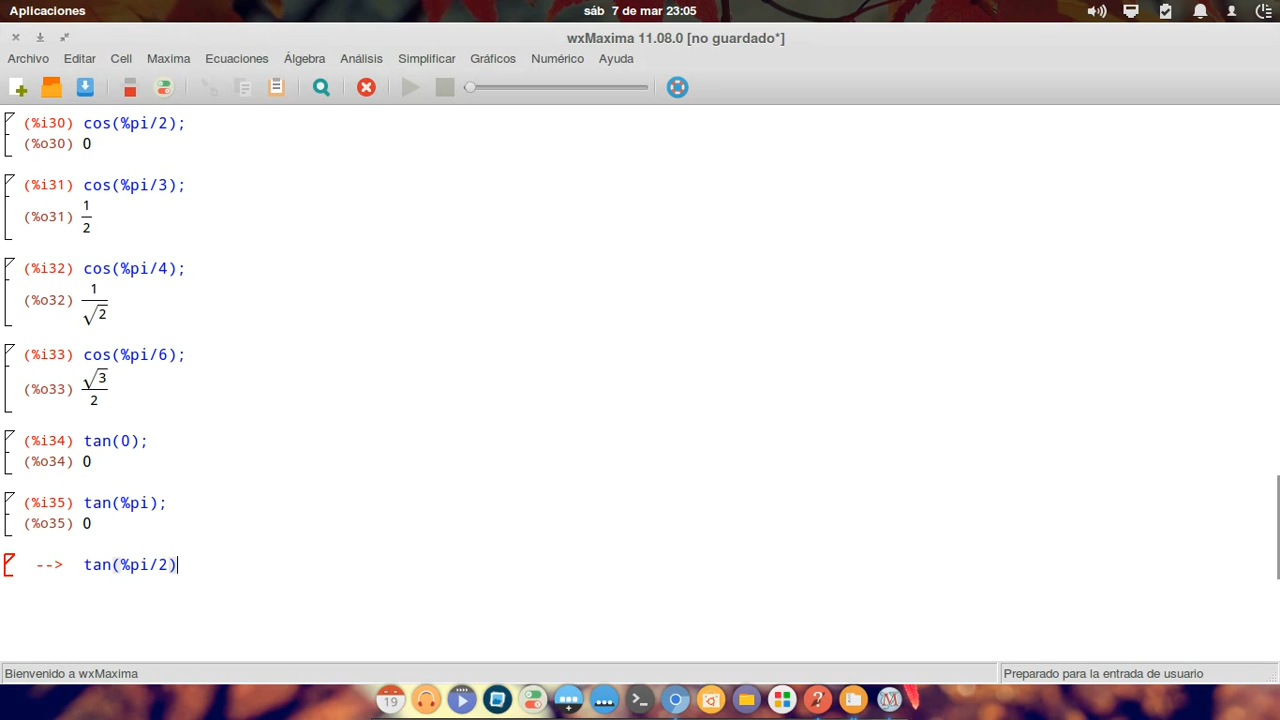 Aplicaciones
sáb 7 de mar 23:05
wxMaxima 11.08.0 [no guardado*]
Archivo Editar Cell Maxima Ecuaciones Álgebra Análisis Simplificar Gráficos Numérico Ayuda
(%i30) cos(%pi/2);
(%o30) 0
(%i31) cos(%pi/3);
(%o31) 1/2
(%i32) cos(%pi/4);
(%o32) 1/√2
(%i33) cos(%pi/6);
(%o33) √3/2
(%i34) tan(0);
(%o34) 0
(%i35) tan(%pi);
(%o35) 0
--> tan(%pi/2)
Bienvenido a wxMaxima
Preparado para la entrada de usuario
19